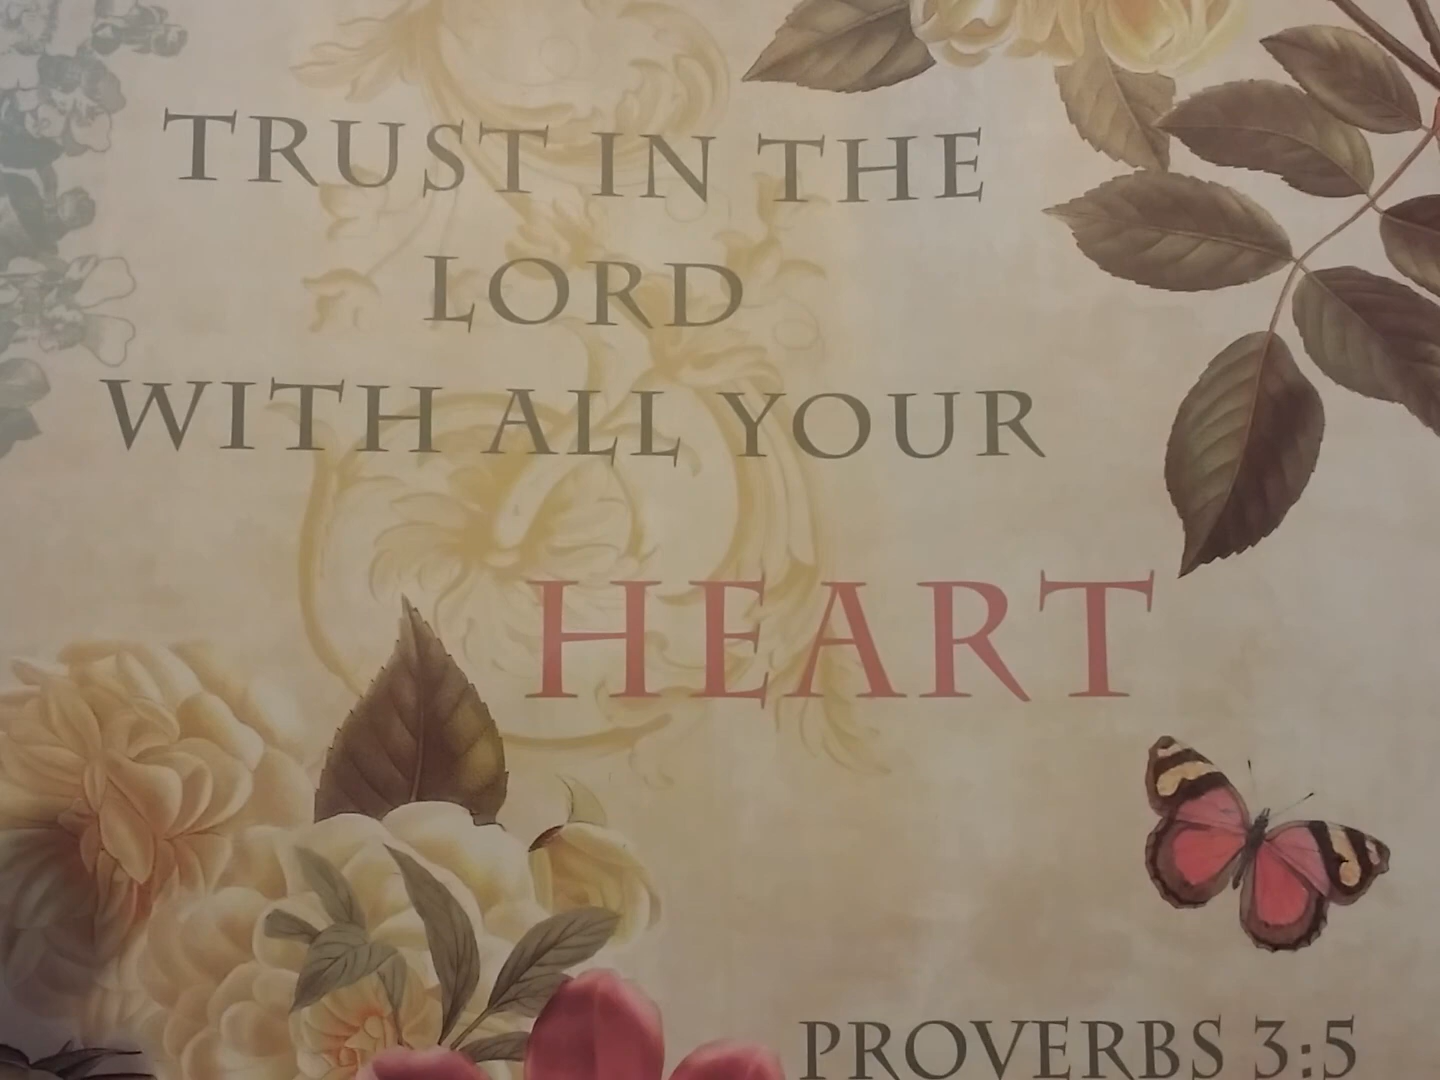 TRUST IN THE
LORD
WITH ALL YOUR
HEART
PROVERBS 3:5